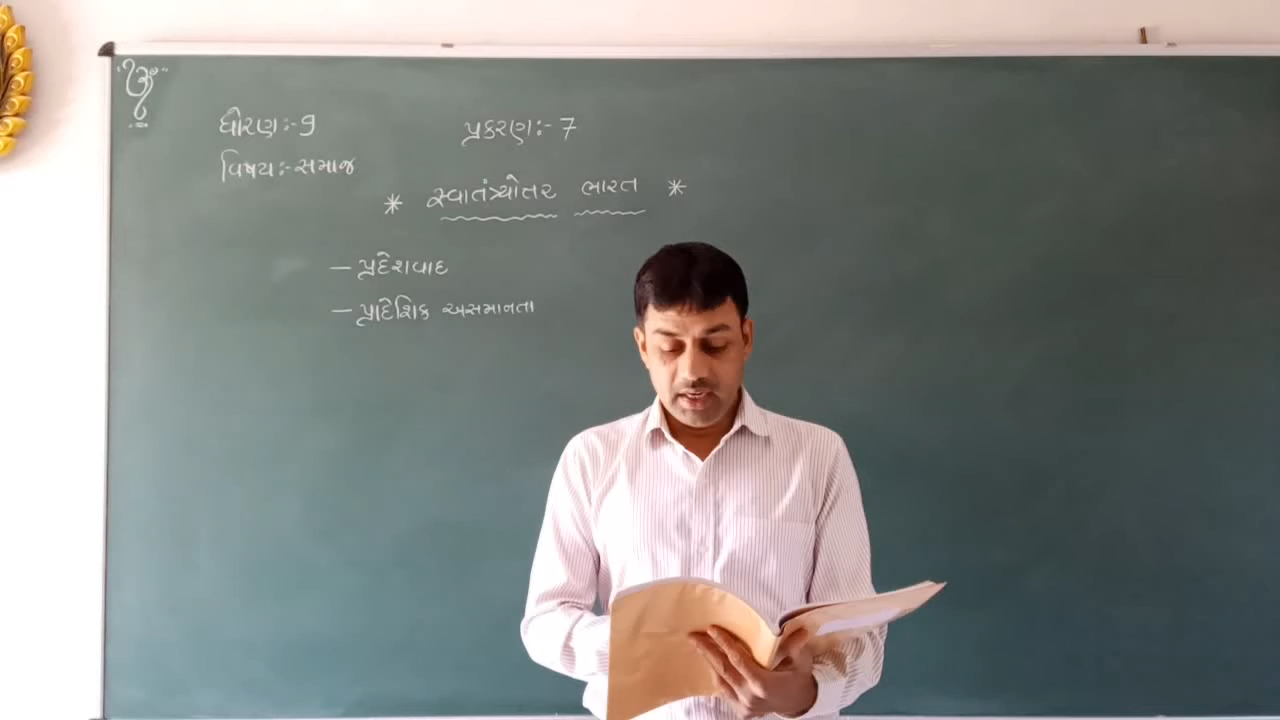 ૐ
ધોરણ:-9
પ્રકરણ:-7
વિષય:-સમાજ
* સ્વાતંત્ર્યોતર ભારત *
– પ્રદેશવાદ
– પ્રાદેશિક અસમાનતા